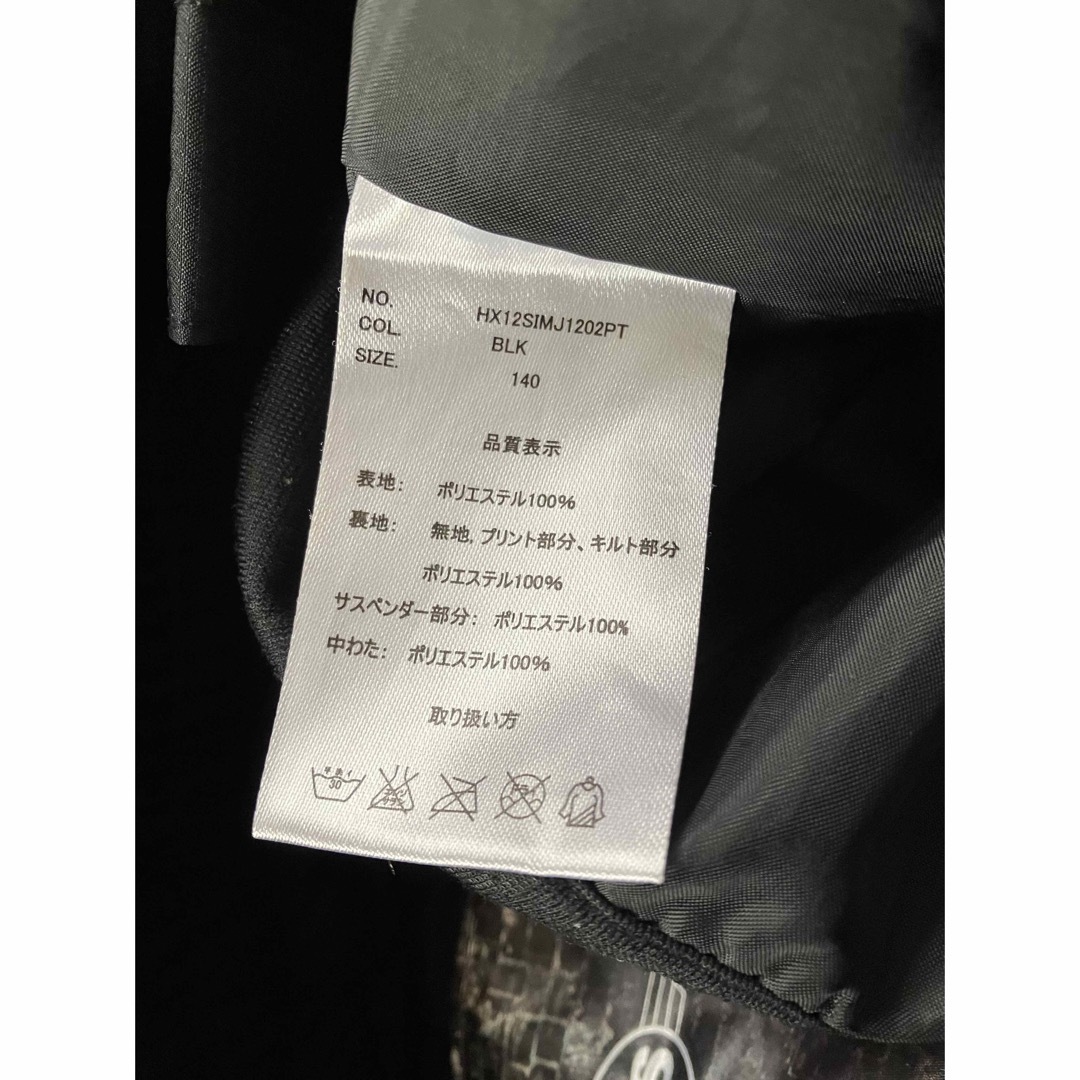 NO. HX12SIMJ1202PT
COL. BLK
SIZE. 140
品質表示
表地: ポリエステル100%
裏地: 無地,プリント部分、キルト部分
ポリエステル100%
サスペンダー部分: ポリエステル100%
中わた: ポリエステル100%
取り扱い方
手洗イ
30
S